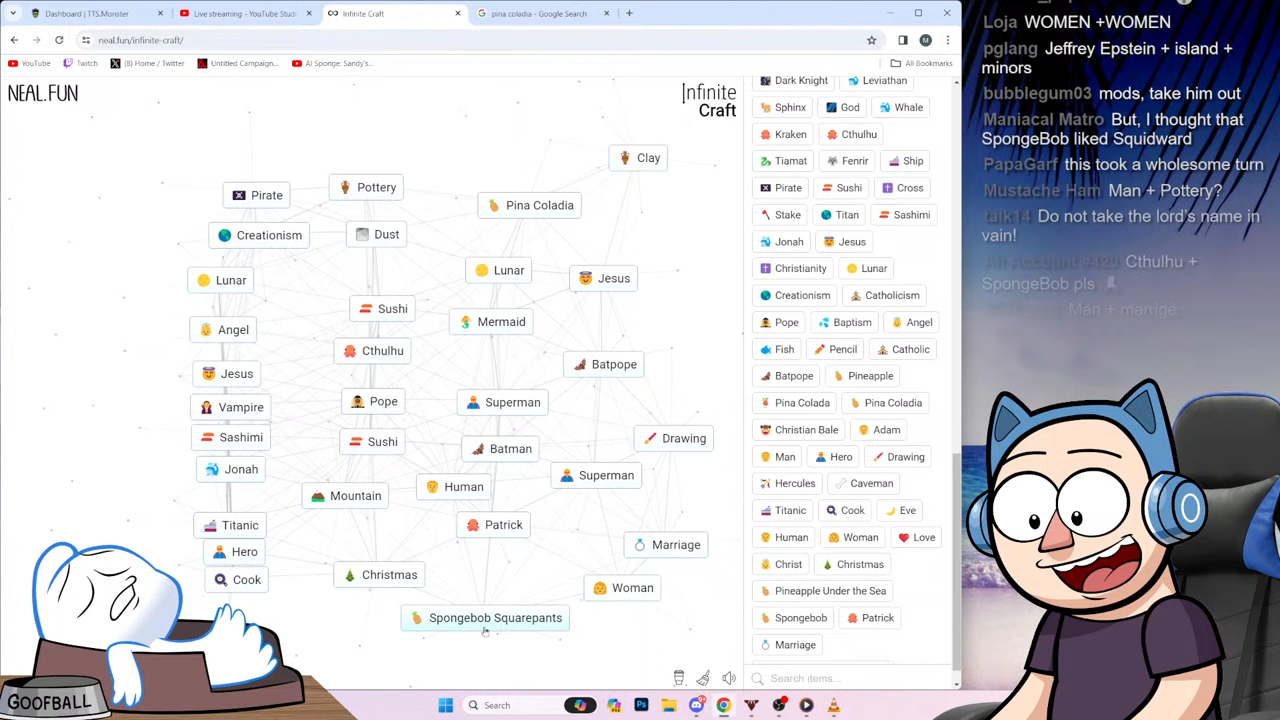 Dashboard | TTS.Monster
Live streaming - YouTube Studi
Infinite Craft
pina coladia - Google Search
neal.fun/infinite-craft/
M
YouTube
Twitch
(8) Home / Twitter
Untitled Campaign...
AI Sponge: Sandy's...
All Bookmarks
NEAL.FUN
Infinite
Craft
Clay
Pirate
Pottery
Pina Coladia
Creationism
Dust
Lunar
Lunar
Jesus
Sushi
Angel
Mermaid
Cthulhu
Jesus
Batpope
Vampire
Pope
Superman
Sashimi
Sushi
Batman
Drawing
Jonah
Human
Superman
Mountain
Titanic
Patrick
Hero
Marriage
Cook
Christmas
Woman
Spongebob Squarepants
Dark Knight
Leviathan
Sphinx
God
Whale
Kraken
Cthulhu
Tiamat
Fenrir
Ship
Pirate
Sushi
Cross
Stake
Titan
Sashimi
Jonah
Jesus
Christianity
Lunar
Creationism
Catholicism
Pope
Baptism
Angel
Fish
Pencil
Catholic
Batpope
Pineapple
Pina Colada
Pina Coladia
Christian Bale
Adam
Man
Hero
Drawing
Hercules
Caveman
Titanic
Cook
Eve
Human
Woman
Love
Christ
Christmas
Pineapple Under the Sea
Spongebob
Patrick
Marriage
Search items...
Search
Loja WOMEN +WOMEN
pglang Jeffrey Epstein + island +
minors
bubblegum03 mods, take him out
Maniacal Matro But, I thought that
SpongeBob liked Squidward
PapaGarf this took a wholesome turn
Mustache Ham Man + Pottery?
talk14 Do not take the lord's name in
vain!
Alt Account #420 Cthulhu +
SpongeBob pls
Man + marrige
GOOFBALL